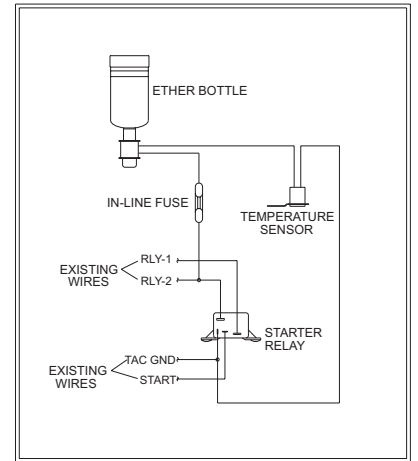 ETHER BOTTLE
IN-LINE FUSE
TEMPERATURE
SENSOR
EXISTING
WIRES
RLY-1
RLY-2
STARTER
RELAY
EXISTING
WIRES
TAC GND
START